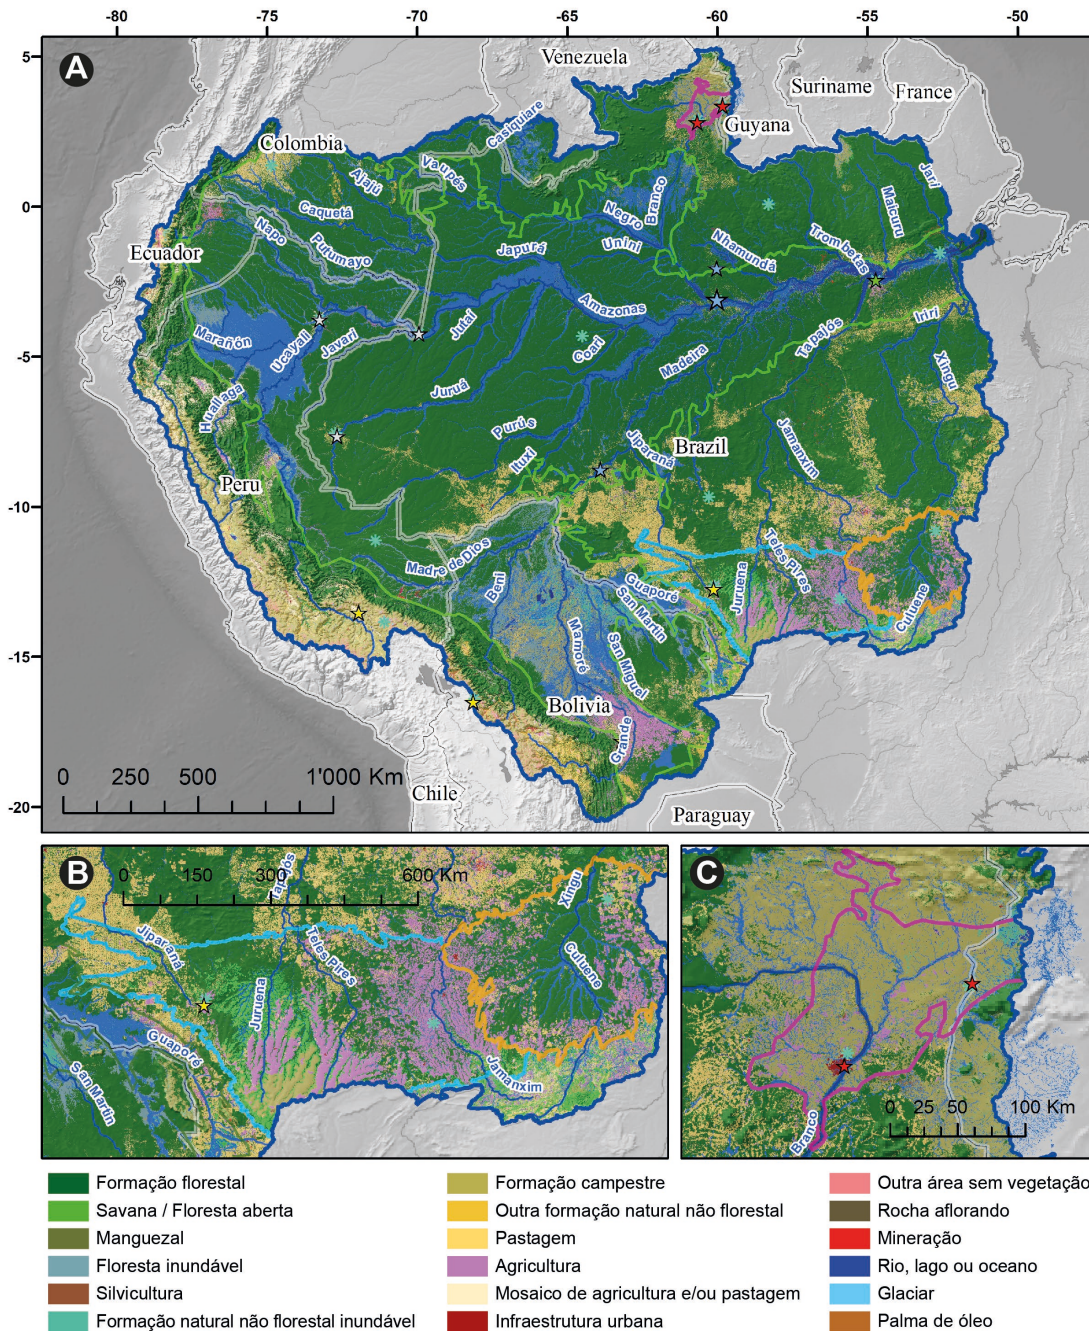 -80 -75 -70 -65 -60 -55 -50
5
0
-5
-10
-15
-20
A
Venezuela
Suriname
France
Guyana
Colombia
Ecuador
Peru
Brazil
Bolivia
Chile
Paraguay
Casiquiare
Vaupés
Ajajú
Caquetá
Napo
Putumayo
Japurá
Negro
Unini
Branco
Nhamundá
Trombetas
Maicuru
Jari
Marañón
Ucayali
Javari
Jutaí
Amazonas
Coari
Madeira
Tapajós
Iriri
Xingu
Huallaga
Juruá
Purús
Ituxi
Jiparaná
Jamanxim
Madre de Dios
Beni
Mamoré
Guaporé
San Martin
San Miguel
Grande
Juruena
Teles Pires
Culuene
0 250 500 1'000 Km
B
0 150 300 600 Km
Tapajós
Xingu
Jiparaná
Teles Pires
Culuene
Juruena
Guaporé
San Martin
Jamanxim
C
0 25 50 100 Km
Branco
Formação florestal
Savana / Floresta aberta
Manguezal
Floresta inundável
Silvicultura
Formação natural não florestal inundável
Formação campestre
Outra formação natural não florestal
Pastagem
Agricultura
Mosaico de agricultura e/ou pastagem
Infraestrutura urbana
Outra área sem vegetação
Rocha aflorando
Mineração
Rio, lago ou oceano
Glaciar
Palma de óleo